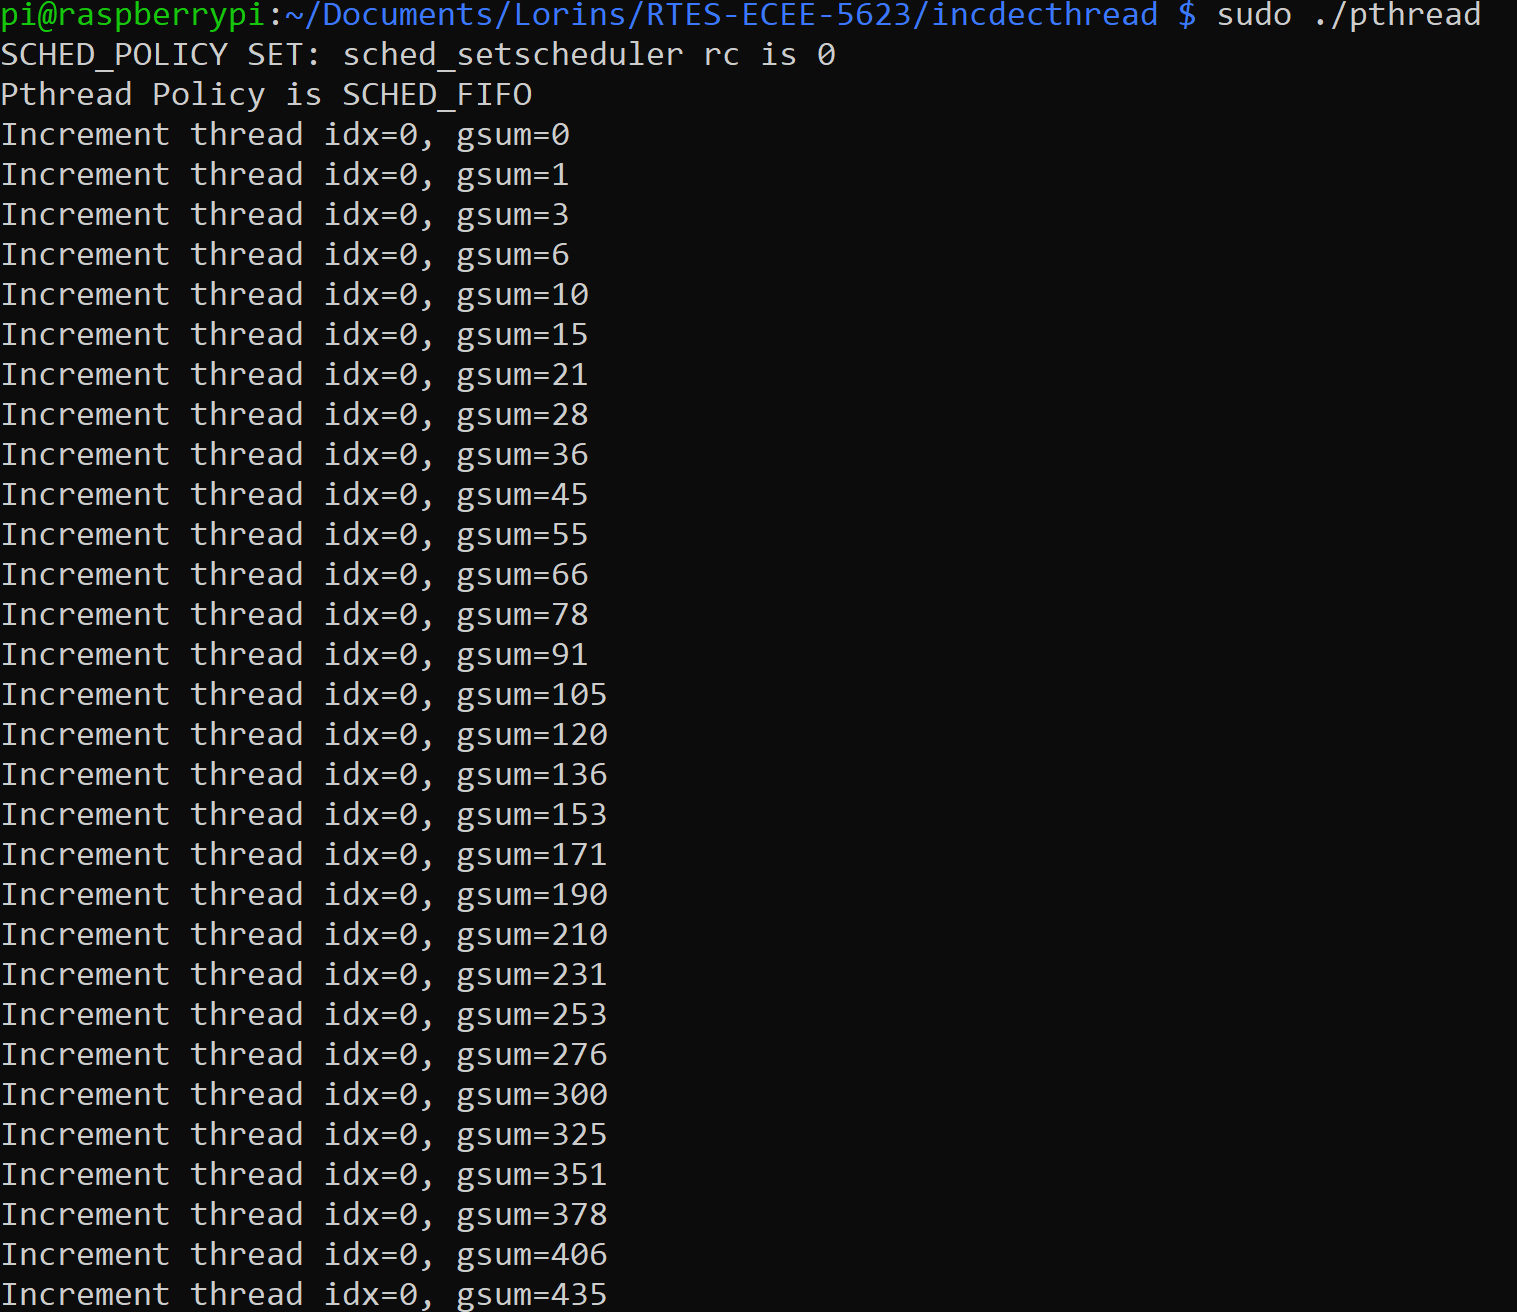 pi@raspberrypi:~/Documents/Lorins/RTES-ECEE-5623/incdecthread $ sudo ./pthread
SCHED_POLICY SET: sched_setscheduler rc is 0
Pthread Policy is SCHED_FIFO
Increment thread idx=0, gsum=0
Increment thread idx=0, gsum=1
Increment thread idx=0, gsum=3
Increment thread idx=0, gsum=6
Increment thread idx=0, gsum=10
Increment thread idx=0, gsum=15
Increment thread idx=0, gsum=21
Increment thread idx=0, gsum=28
Increment thread idx=0, gsum=36
Increment thread idx=0, gsum=45
Increment thread idx=0, gsum=55
Increment thread idx=0, gsum=66
Increment thread idx=0, gsum=78
Increment thread idx=0, gsum=91
Increment thread idx=0, gsum=105
Increment thread idx=0, gsum=120
Increment thread idx=0, gsum=136
Increment thread idx=0, gsum=153
Increment thread idx=0, gsum=171
Increment thread idx=0, gsum=190
Increment thread idx=0, gsum=210
Increment thread idx=0, gsum=231
Increment thread idx=0, gsum=253
Increment thread idx=0, gsum=276
Increment thread idx=0, gsum=300
Increment thread idx=0, gsum=325
Increment thread idx=0, gsum=351
Increment thread idx=0, gsum=378
Increment thread idx=0, gsum=406
Increment thread idx=0, gsum=435